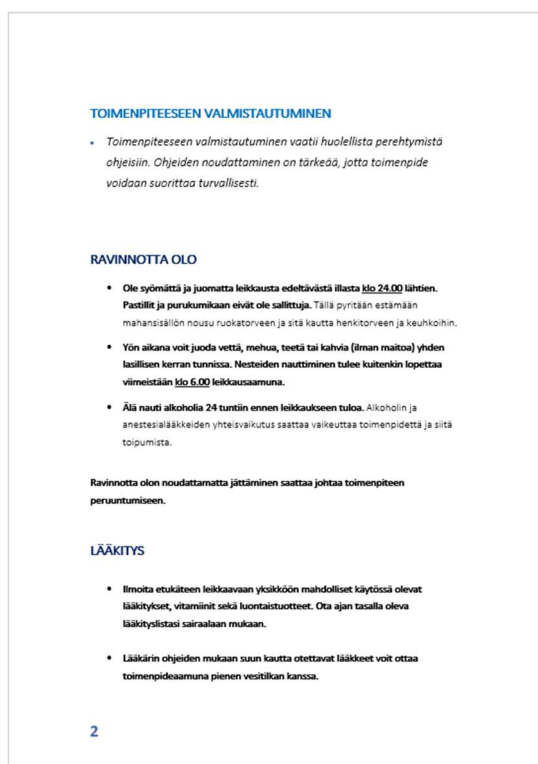 TOIMENPITEESEEN VALMISTAUTUMINEN
• Toimenpiteeseen valmistautuminen vaatii huolellista perehtymistä
ohjeisiin. Ohjeiden noudattaminen on tärkeää, jotta toimenpide
voidaan suorittaa turvallisesti.
RAVINNOTTA OLO
• Ole syömättä ja juomatta leikkausta edeltävästä illasta klo 24.00 lähtien.
Pastillit ja purukumikaan eivät ole sallittuja. Tällä pyritään estämään
mahansisällön nousu ruokatorveen ja sitä kautta henkitorveen ja keuhkoihin.
• Yön aikana voit juoda vettä, mehua, teetä tai kahvia (ilman maitoa) yhden
lasillisen kerran tunnissa. Nesteiden nauttiminen tulee kuitenkin lopettaa
viimeistään klo 6.00 leikkausaamuna.
• Älä nauti alkoholia 24 tuntiin ennen leikkaukseen tuloa. Alkoholin ja
anestesialääkkeiden yhteisvaikutus saattaa vaikeuttaa toimenpidettä ja siitä
toipumista.
Ravinnotta olon noudattamatta jättäminen saattaa johtaa toimenpiteen
peruuntumiseen.
LÄÄKITYS
• Ilmoita etukäteen leikkaavaan yksikköön mahdolliset käytössä olevat
lääkitykset, vitamiinit sekä luontaistuotteet. Ota ajan tasalla oleva
lääkityslistasi sairaalaan mukaan.
• Lääkärin ohjeiden mukaan suun kautta otettavat lääkkeet voit ottaa
toimenpideaamuna pienen vesitilkan kanssa.
2